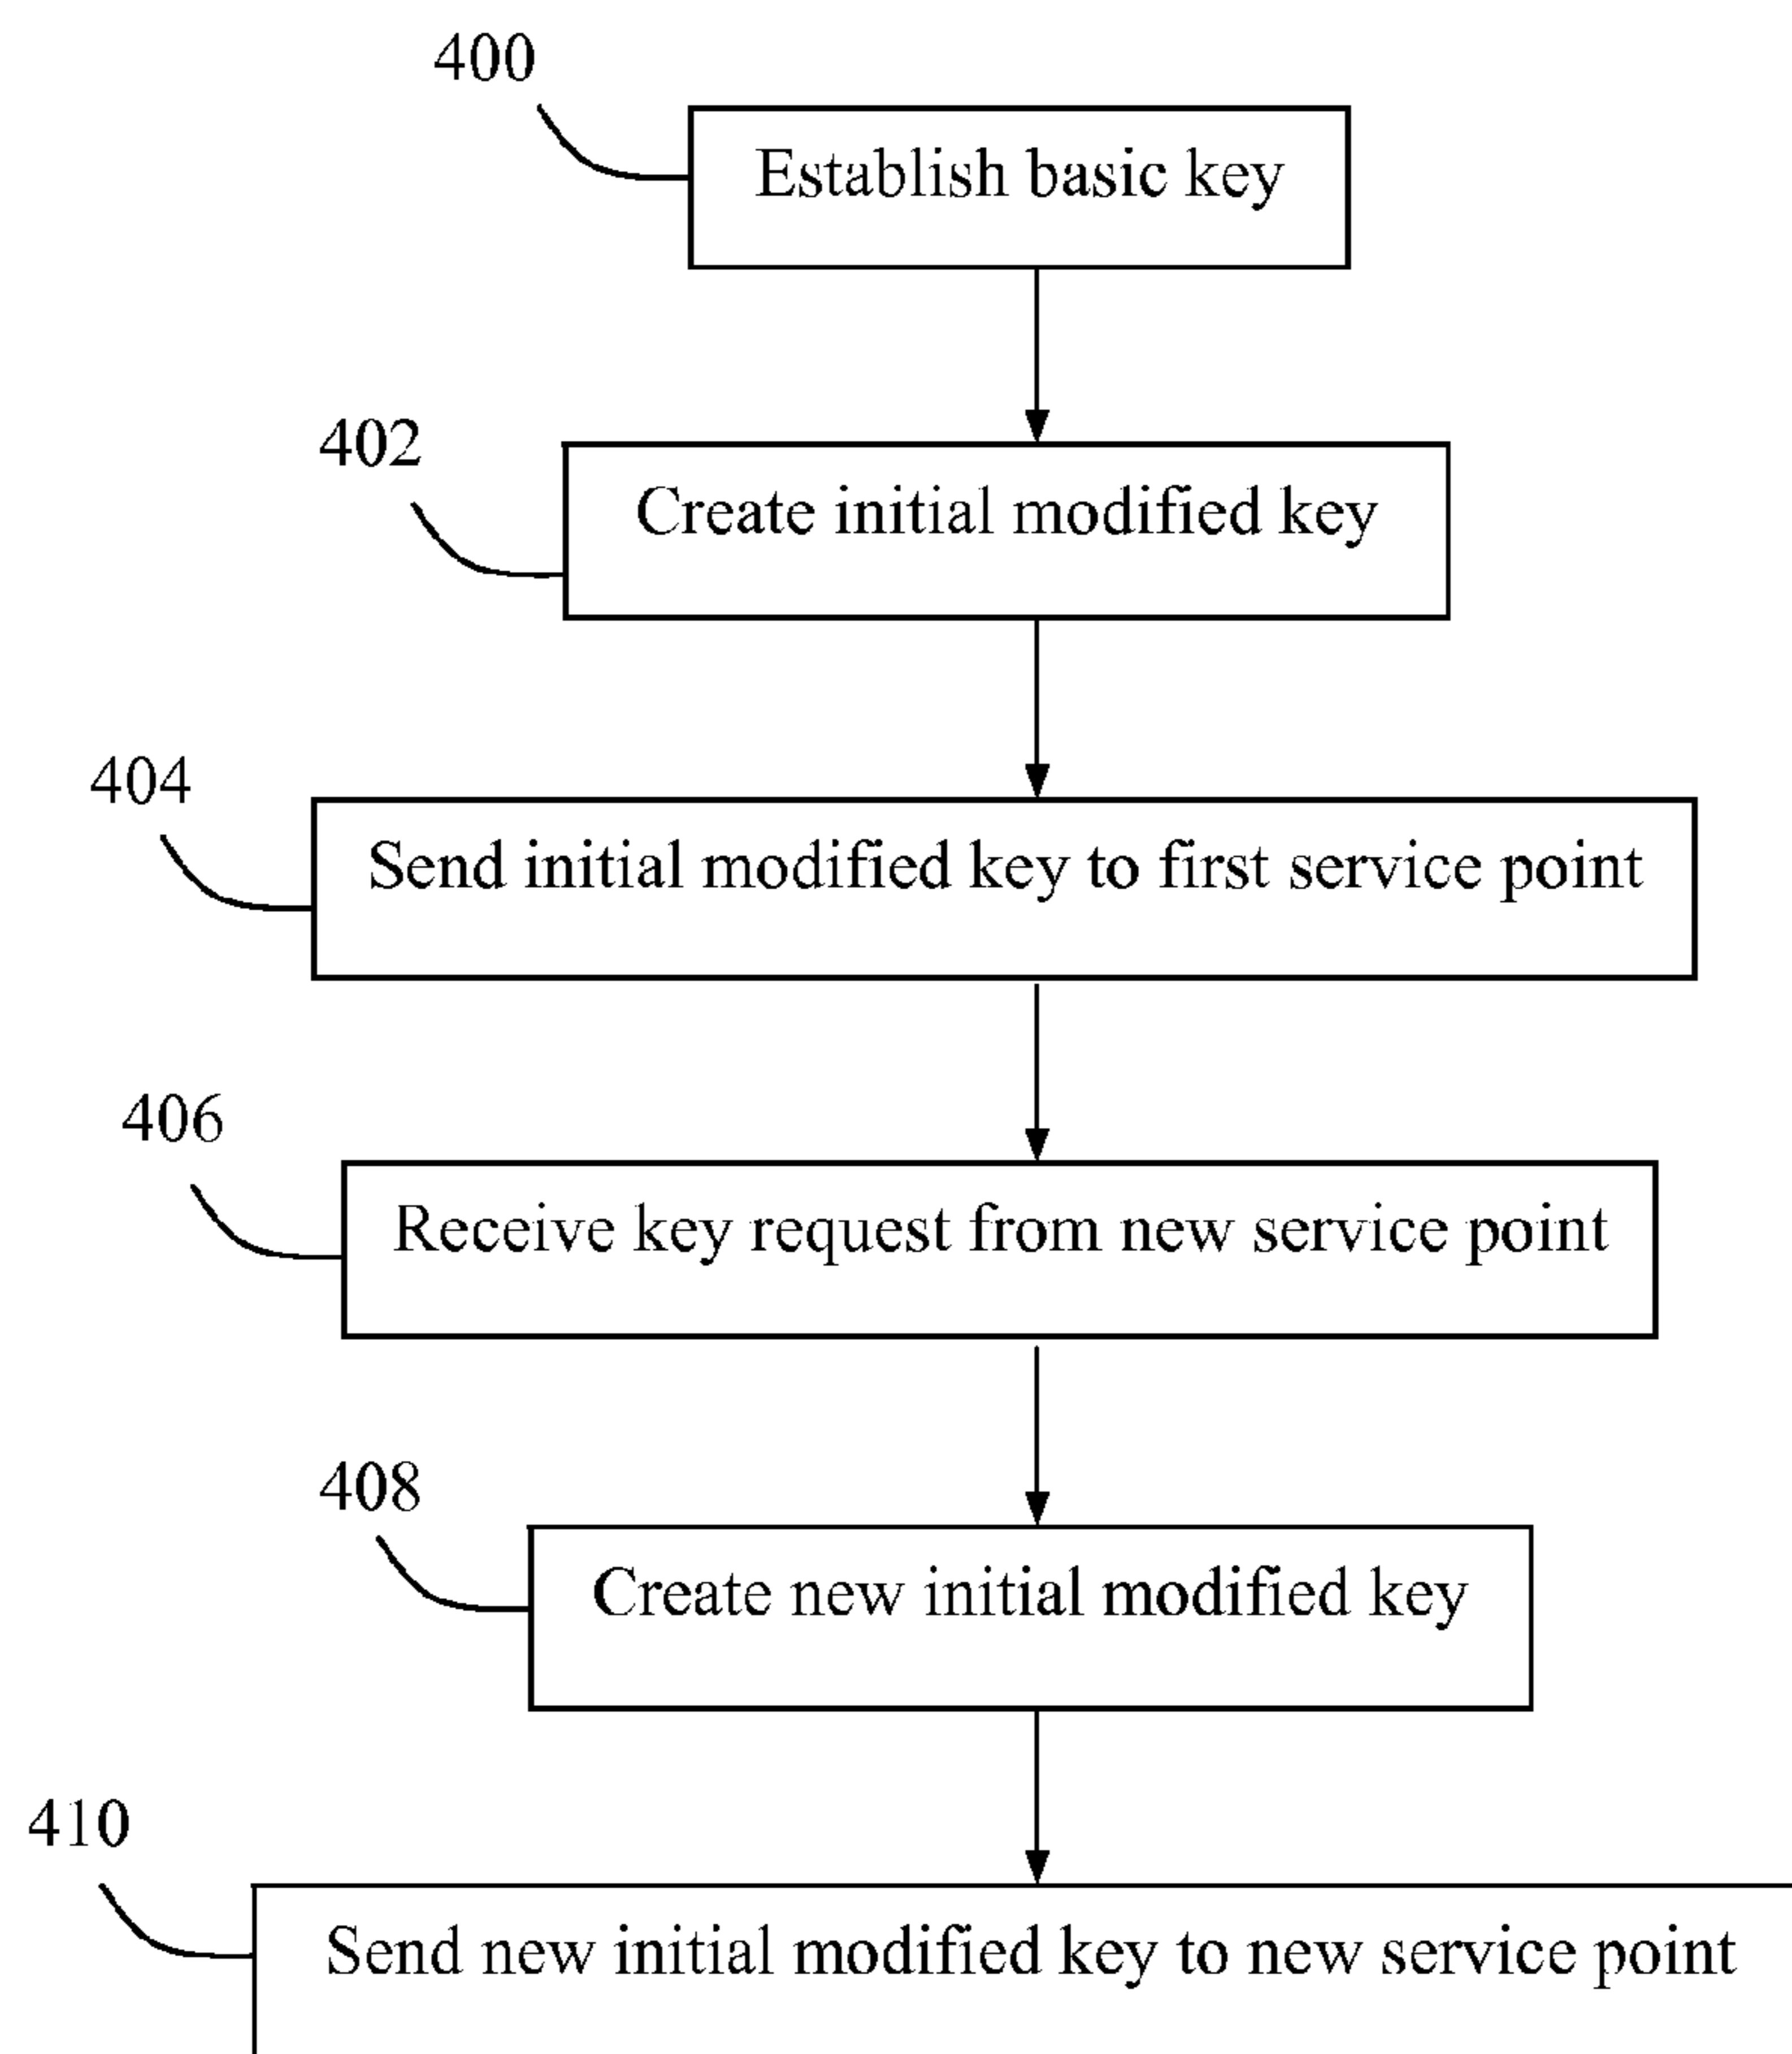 400
Establish basic key
402
Create initial modified key
404
Send initial modified key to first service point
406
Receive key request from new service point
408
Create new initial modified key
410
Send new initial modified key to new service point